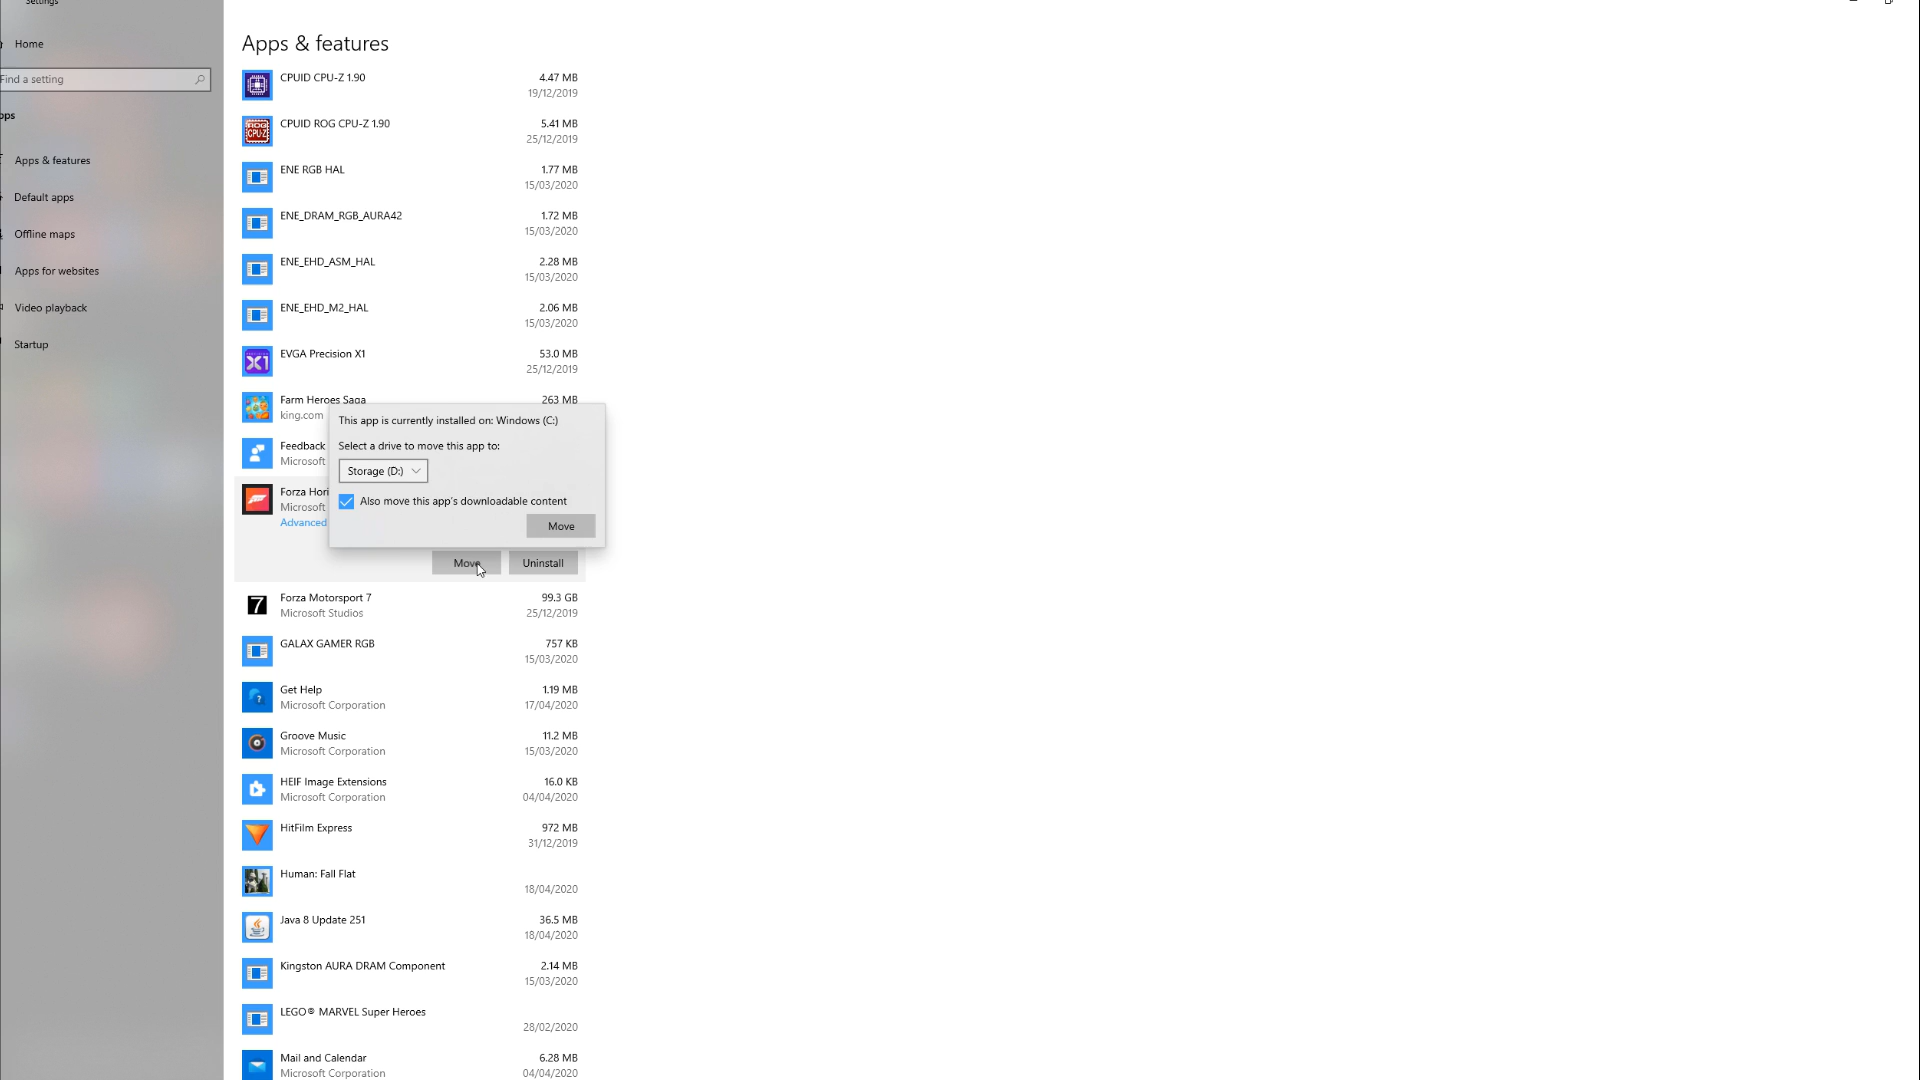 Settings
Home
Find a setting
Apps & features
Default apps
Offline maps
Apps for websites
Video playback
Startup
Apps & features
CPUID CPU-Z 1.90 4.47 MB
19/12/2019
CPUID ROG CPU-Z 1.90 5.41 MB
25/12/2019
ENE RGB HAL 1.77 MB
15/03/2020
ENE_DRAM_RGB_AURA42 1.72 MB
15/03/2020
ENE_EHD_ASM_HAL 2.28 MB
15/03/2020
ENE_EHD_M2_HAL 2.06 MB
15/03/2020
EVGA Precision X1 53.0 MB
25/12/2019
Farm Heroes Saga 263 MB
king.com
Feedback
Microsoft
Forza Hori
Microsoft
Advanced
This app is currently installed on: Windows (C:)
Select a drive to move this app to:
Storage (D:)
Also move this app's downloadable content
Move
Move Uninstall
Forza Motorsport 7 99.3 GB
Microsoft Studios 25/12/2019
GALAX GAMER RGB 757 KB
15/03/2020
Get Help 1.19 MB
Microsoft Corporation 17/04/2020
Groove Music 11.2 MB
Microsoft Corporation 15/03/2020
HEIF Image Extensions 16.0 KB
Microsoft Corporation 04/04/2020
HitFilm Express 972 MB
31/12/2019
Human: Fall Flat
18/04/2020
Java 8 Update 251 36.5 MB
18/04/2020
Kingston AURA DRAM Component 2.14 MB
15/03/2020
LEGO® MARVEL Super Heroes
28/02/2020
Mail and Calendar 6.28 MB
Microsoft Corporation 04/04/2020